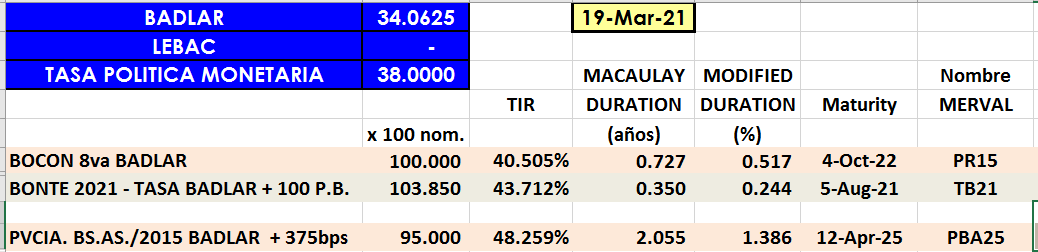 BADLAR 34.0625 19-Mar-21
LEBAC -
TASA POLITICA MONETARIA 38.0000 MACAULAY MODIFIED Nombre
TIR DURATION DURATION Maturity MERVAL
x 100 nom. (años) (%)
BOCON 8va BADLAR 100.000 40.505% 0.727 0.517 4-Oct-22 PR15
BONTE 2021 - TASA BADLAR + 100 P.B. 103.850 43.712% 0.350 0.244 5-Aug-21 TB21
PVCIA. BS.AS./2015 BADLAR + 375bps 95.000 48.259% 2.055 1.386 12-Apr-25 PBA25